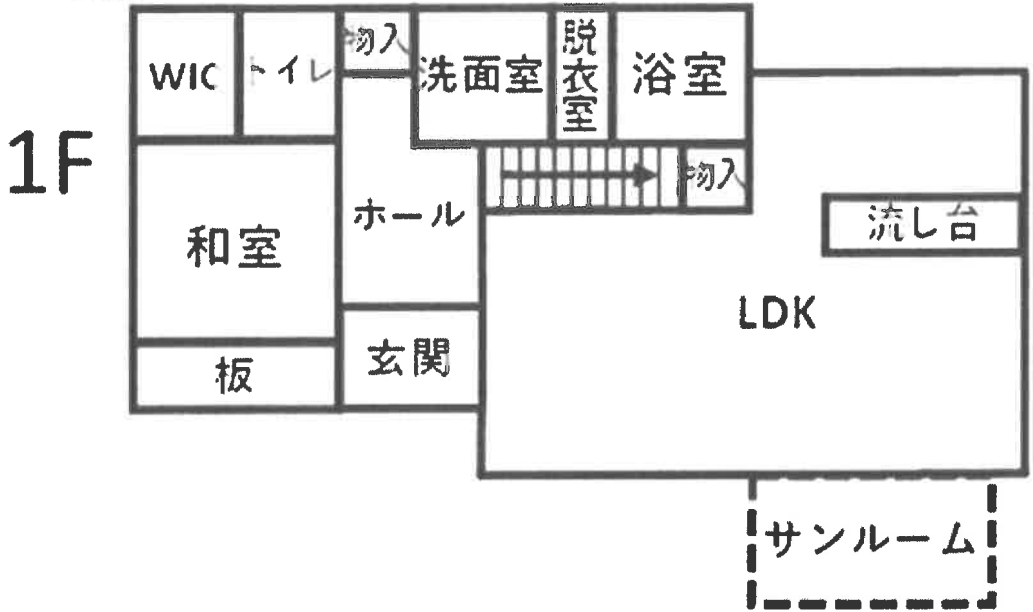 1F
WIC
トイレ
物入
洗面室
脱衣室
浴室
物入
ホール
和室
流し台
LDK
玄関
板
サンルーム